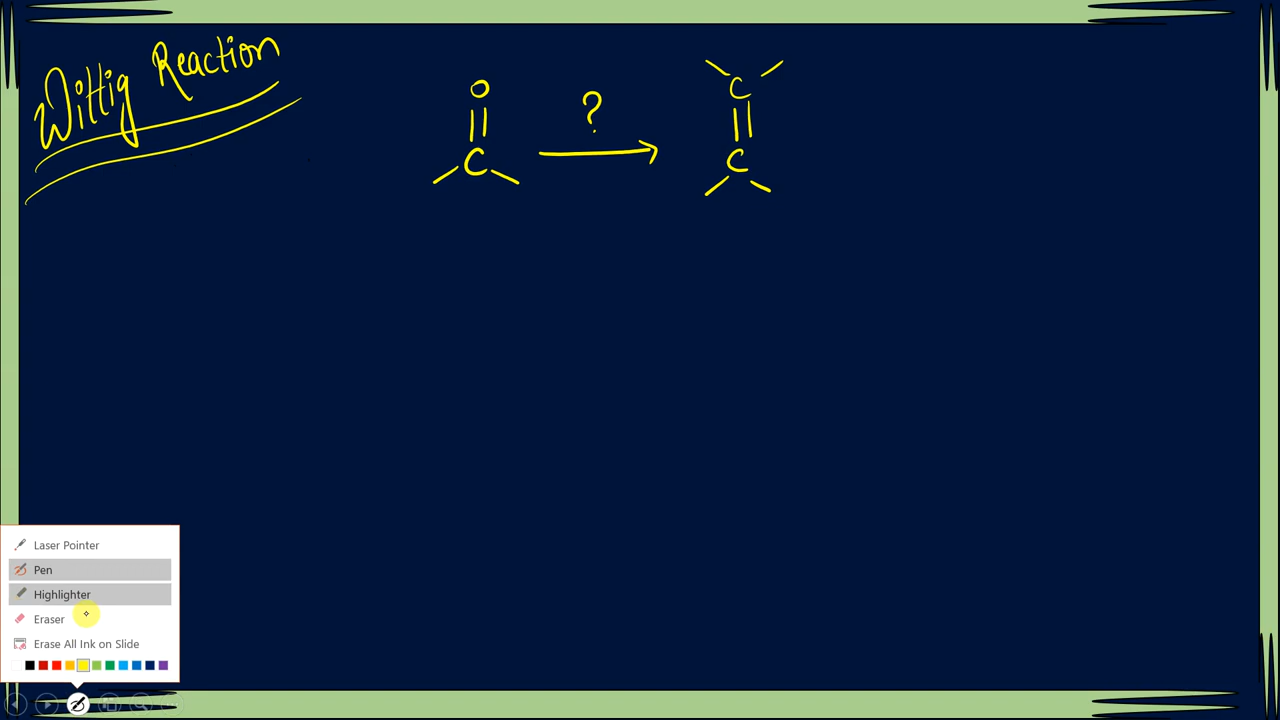 Wittig Reaction
O
||
C
?
C
||
C
Laser Pointer
Pen
Highlighter
Eraser
Erase All Ink on Slide